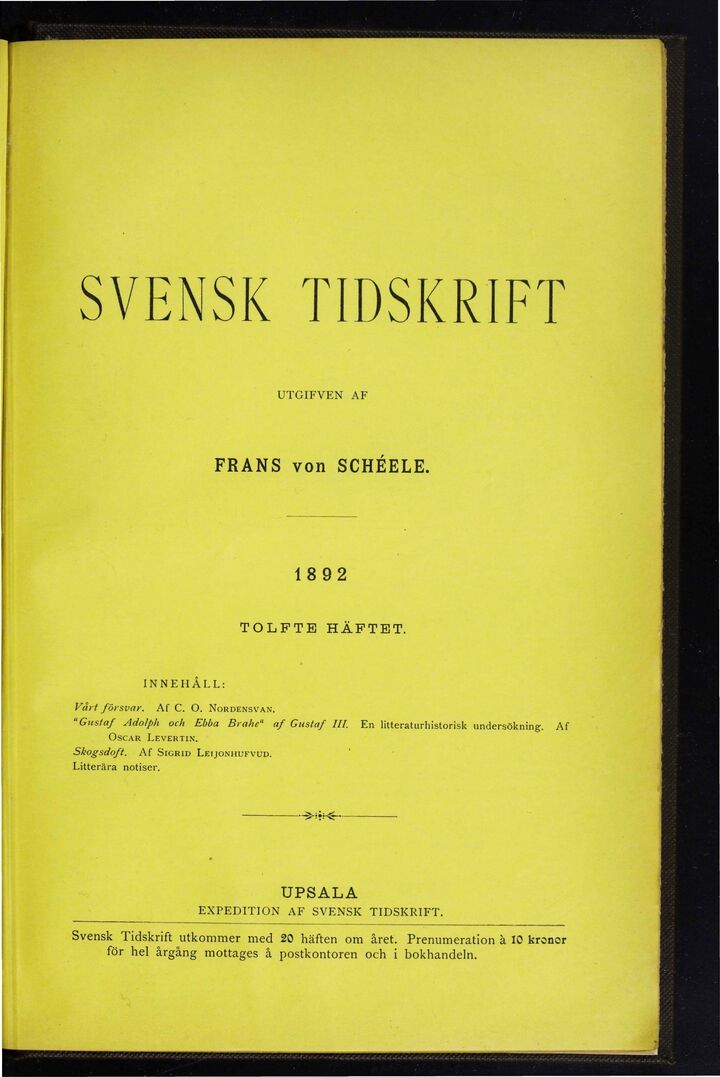 SVENSK TIDSKRIFT
UTGIFVEN AF
FRANS von SCHÉELE.
1892
TOLFTE HÄFTET.
INNEHÅLL:
Vårt försvar. Af C. O. NORDENSVAN.
"Gustaf Adolph och Ebba Brahe" af Gustaf III. En litteraturhistorisk undersökning. Af
OSCAR LEVERTIN.
Skogsdoft. Af SIGRID LEIJONHUFVUD.
Litterära notiser.
UPSALA
EXPEDITION AF SVENSK TIDSKRIFT.
Svensk Tidskrift utkommer med 20 häften om året. Prenumeration à 10 kronor
för hel årgång mottages å postkontoren och i bokhandeln.